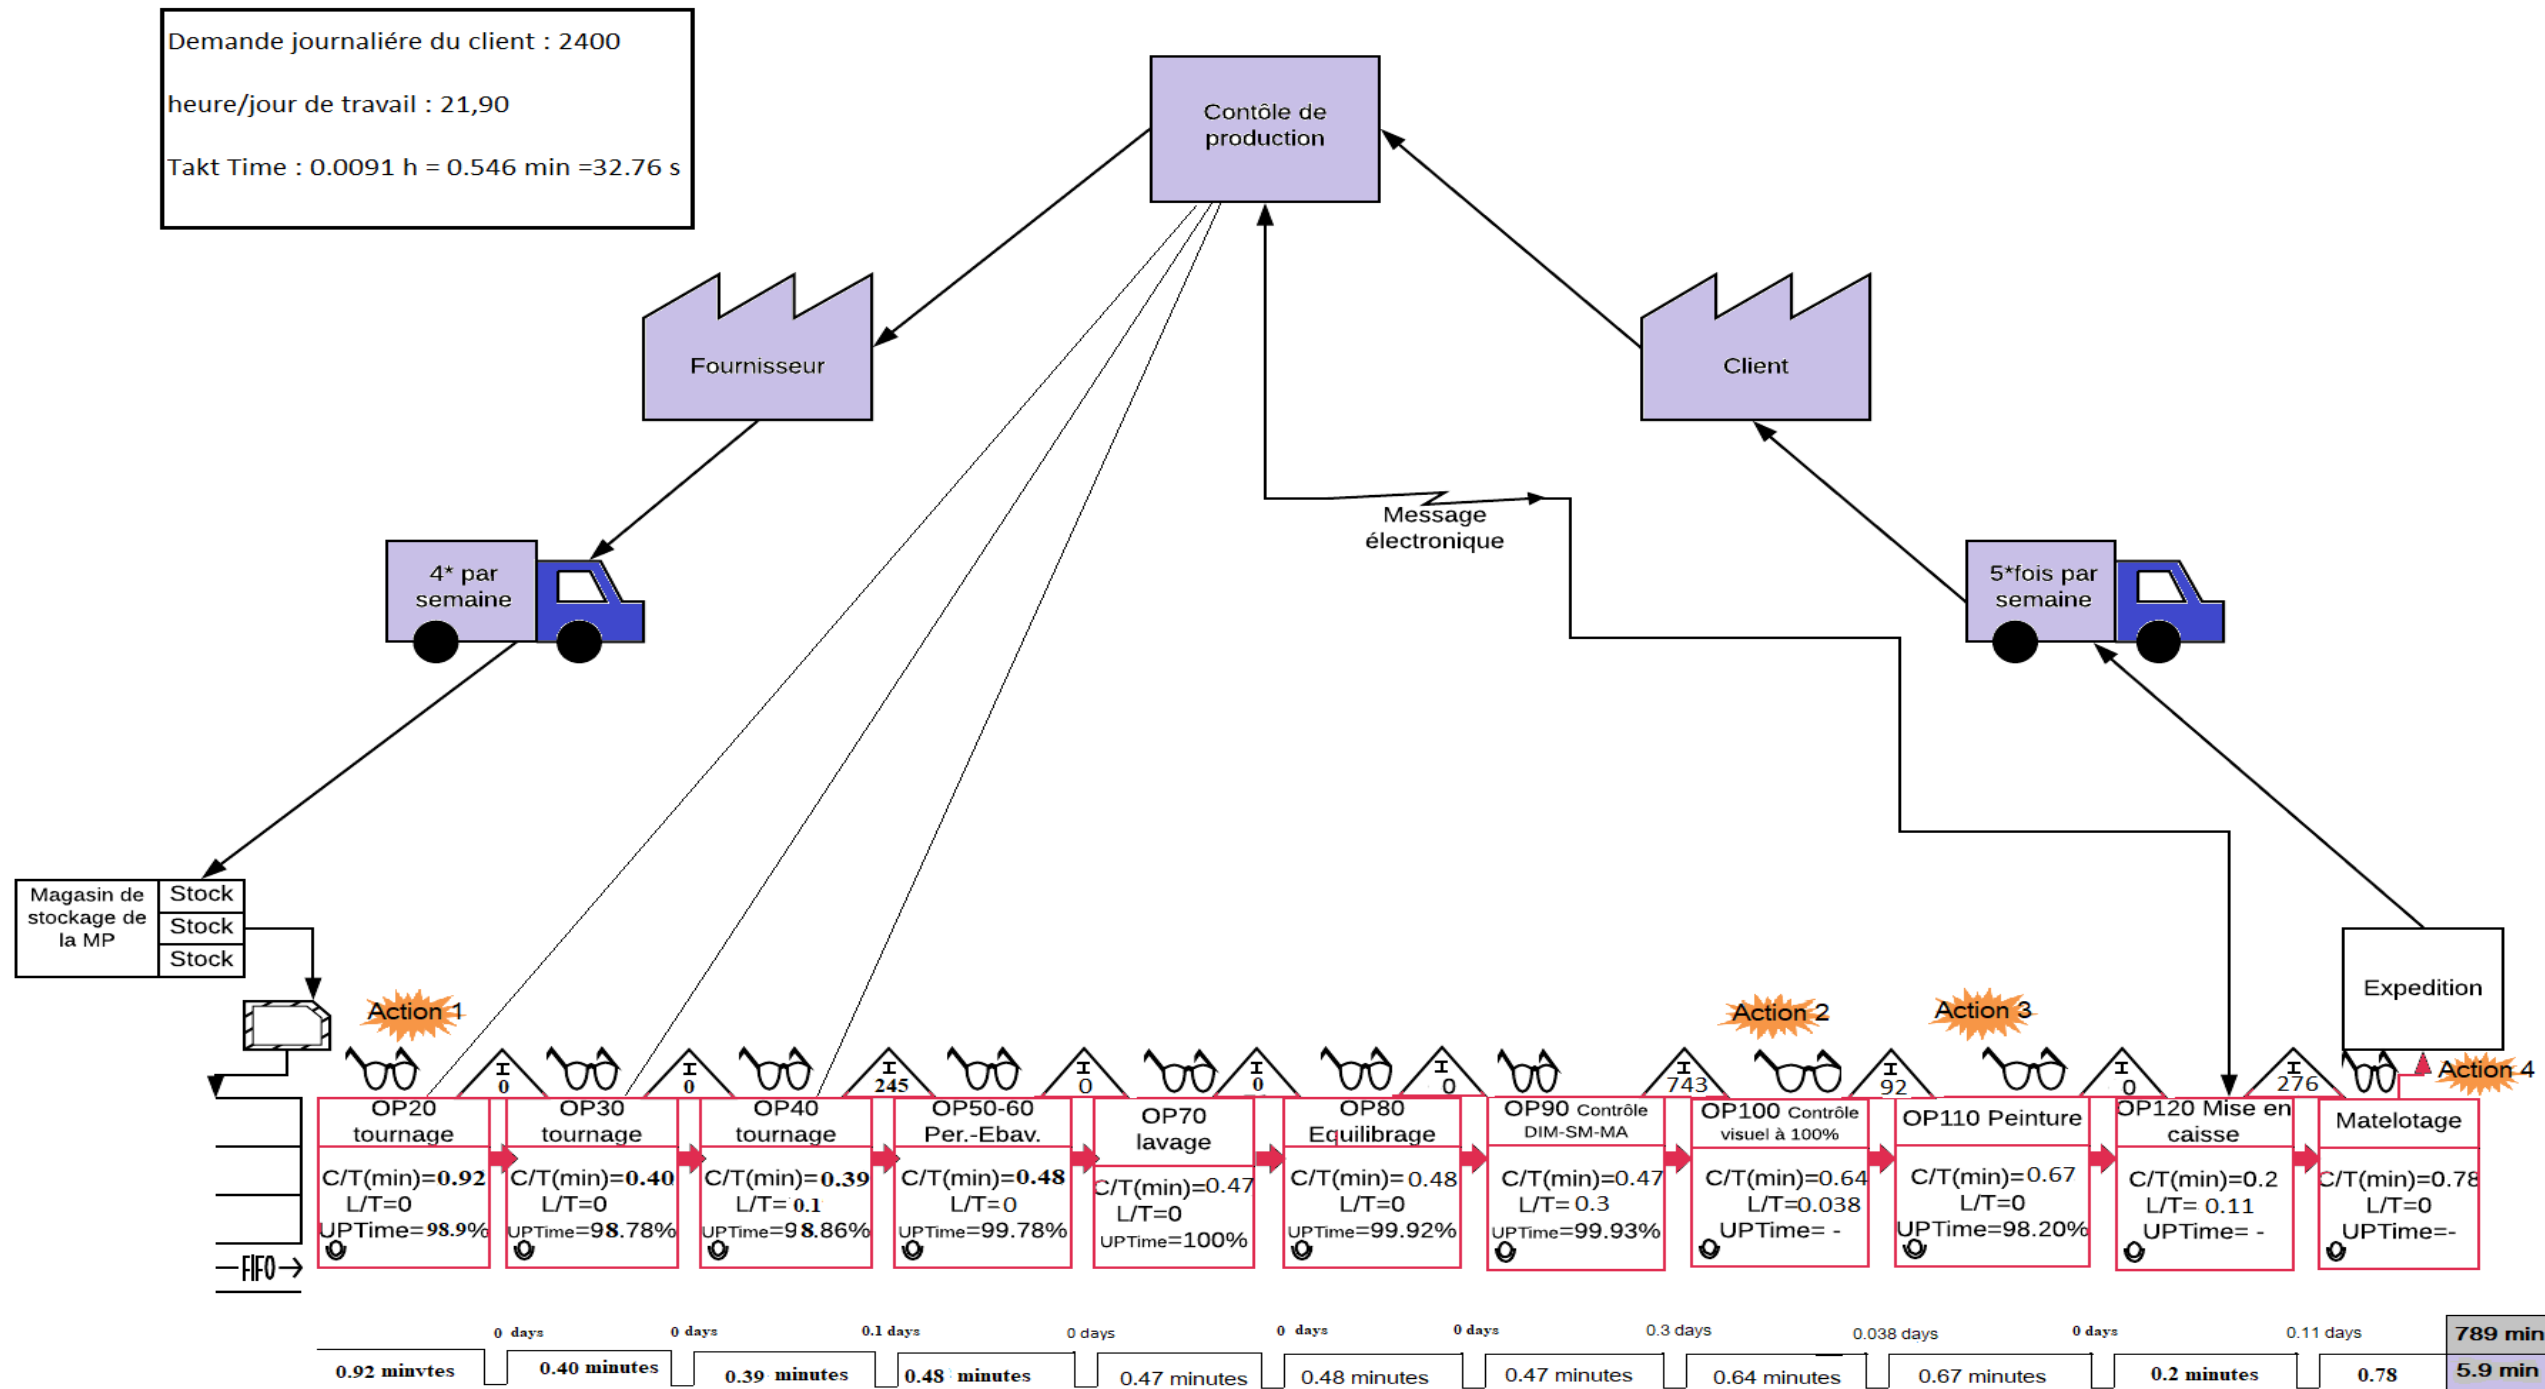 Demande journaliére du client : 2400
heure/jour de travail : 21,90
Takt Time : 0.0091 h = 0.546 min =32.76 s
Contôle de
production
Fournisseur
Client
Message
électronique
4* par
semaine
5*fois par
semaine
Magasin de
stockage de
la MP
Stock
Stock
Stock
Expedition
Action 1
Action 2
Action 3
Action 4
I
0
I
0
I
245
I
0
I
0
I
0
I
743
I
92
I
0
I
276
OP20
tournage
C/T(min)=0.92
L/T=0
UPTime=98.9%
OP30
tournage
C/T(min)=0.40
L/T=0
UPTime=98.78%
OP40
tournage
C/T(min)=0.39
L/T= 0.1
UPTime=98.86%
OP50-60
Per.-Ebav.
C/T(min)=0.48
L/T=0
UPTime=99.78%
OP70
lavage
C/T(min)=0.47
L/T=0
UPTime=100%
OP80
Equilibrage
C/T(min)=0.48
L/T=0
UPTime=99.92%
OP90 Contrôle
DIM-SM-MA
C/T(min)=0.47
L/T= 0.3
UPTime=99.93%
OP100 Contrôle
visuel à 100%
C/T(min)=0.64
L/T=0.038
UPTime= -
OP110 Peinture
C/T(min)=0.67
L/T=0
UPTime=98.20%
OP120 Mise en
caisse
C/T(min)=0.2
L/T= 0.11
UPTime= -
Matelotage
C/T(min)=0.78
L/T=0
UPTime=-
FIFO
0 days
0 days
0.1 days
0 days
0 days
0 days
0.3 days
0.038 days
0 days
0.11 days
789 min
0.92 minvtes
0.40 minutes
0.39 minutes
0.48 minutes
0.47 minutes
0.48 minutes
0.47 minutes
0.64 minutes
0.67 minutes
0.2 minutes
0.78
5.9 min